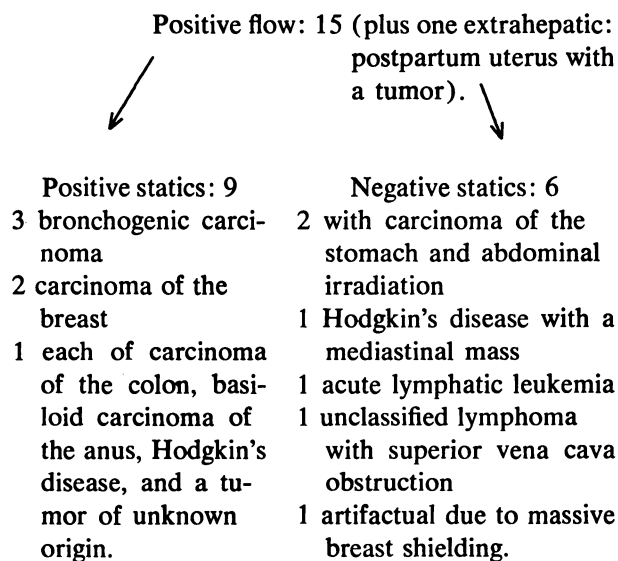 Positive flow: 15 (plus one extrahepatic:
postpartum uterus with
a tumor).
Positive statics: 9
3 bronchogenic carci-
noma
2 carcinoma of the
breast
1 each of carcinoma
of the colon, basi-
loid carcinoma of
the anus, Hodgkin's
disease, and a tu-
mor of unknown
origin.
Negative statics: 6
2 with carcinoma of the
stomach and abdominal
irradiation
1 Hodgkin's disease with a
mediastinal mass
1 acute lymphatic leukemia
1 unclassified lymphoma
with superior vena cava
obstruction
1 artifactual due to massive
breast shielding.